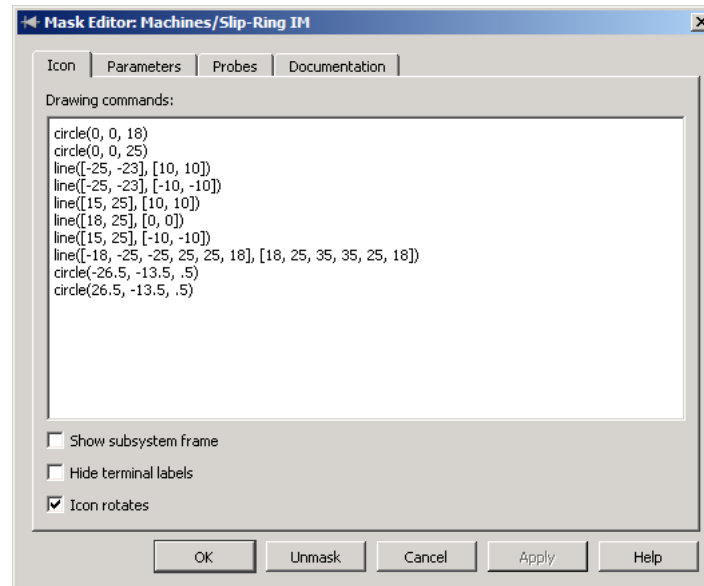 Mask Editor: Machines/Slip-Ring IM
Icon Parameters Probes Documentation
Drawing commands:
circle(0, 0, 18)
circle(0, 0, 25)
line([-25, -23], [10, 10])
line([-25, -23], [-10, -10])
line([15, 25], [10, 10])
line([18, 25], [0, 0])
line([15, 25], [-10, -10])
line([-18, -25, -25, 25, 25, 18], [18, 25, 35, 35, 25, 18])
circle(-26.5, -13.5, .5)
circle(26.5, -13.5, .5)
Show subsystem frame
Hide terminal labels
Icon rotates
OK Unmask Cancel Apply Help